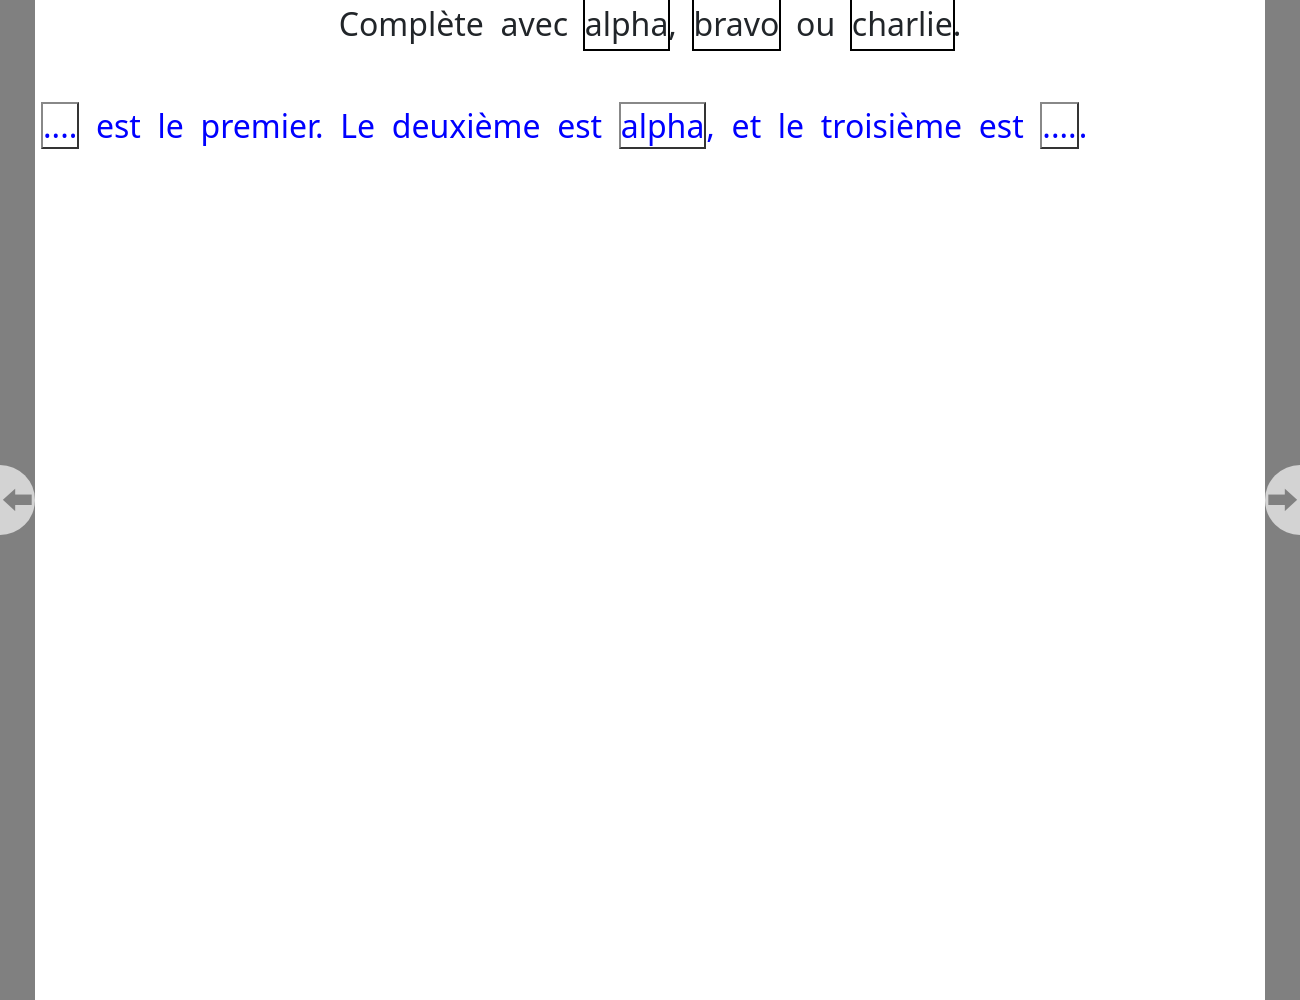 Complète avec alpha, bravo ou charlie.
.... est le premier. Le deuxième est alpha, et le troisième est .....